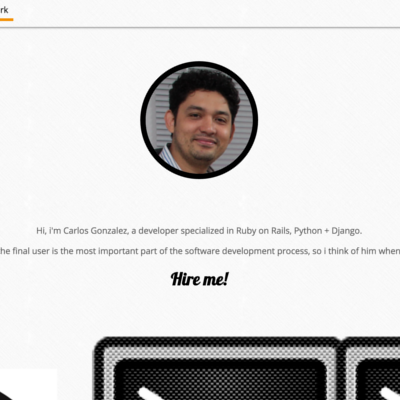 rk
Hi, i'm Carlos Gonzalez, a developer specialized in Ruby on Rails, Python + Django.
he final user is the most important part of the software development process, so i think of him when
Hire me!